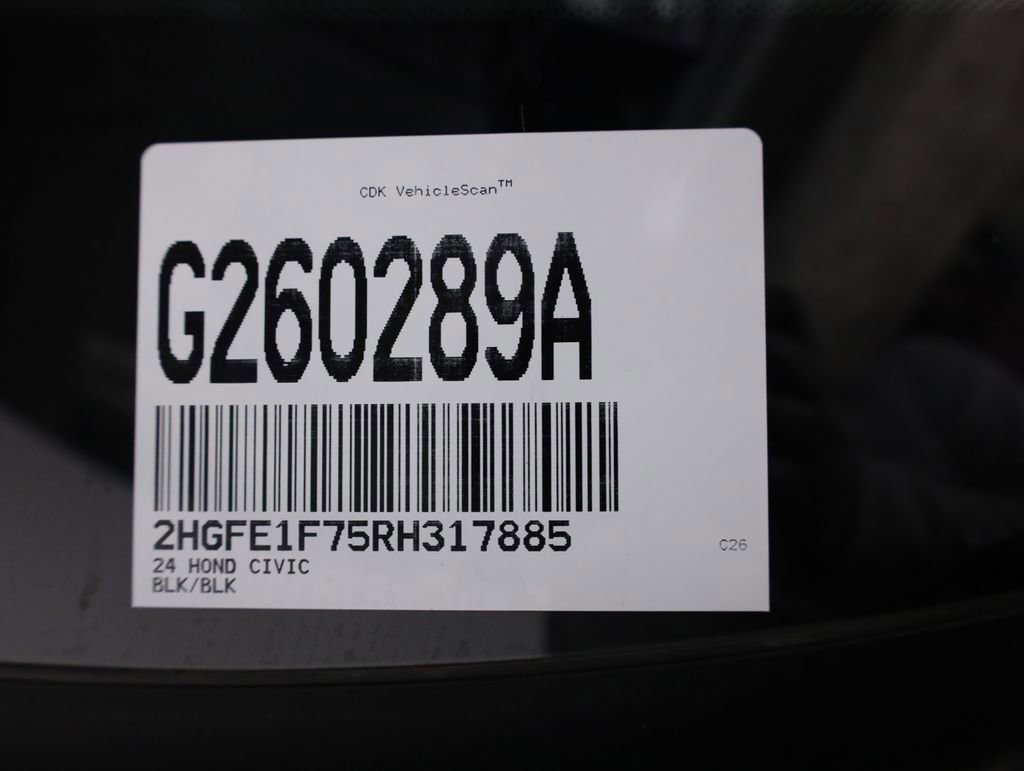 CDK VehicleScan™
G260289A
2HGFE1F75RH317885
24 HOND CIVIC
BLK/BLK
C26